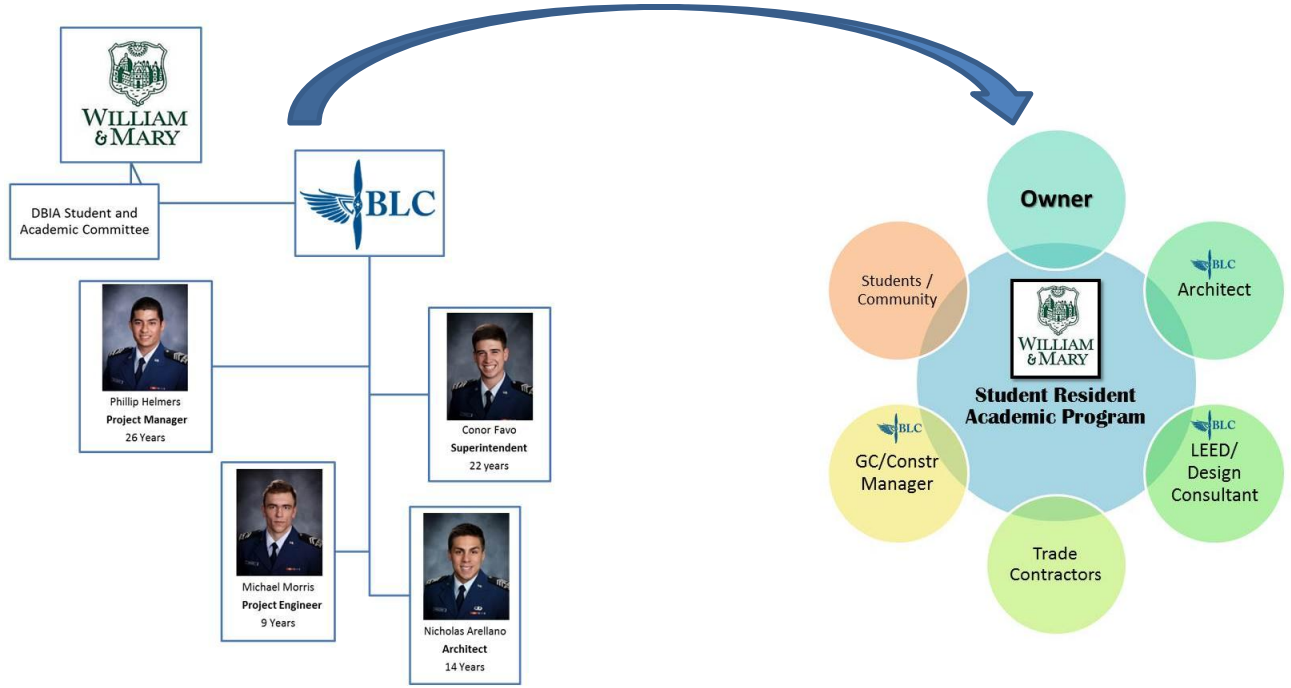 WILLIAM
& MARY
DBIA Student and
Academic Committee
BLC
Phillip Helmers
Project Manager
26 Years
Conor Favo
Superintendent
22 years
Michael Morris
Project Engineer
9 Years
Nicholas Arellano
Architect
14 Years
Owner
BLC
Architect
BLC
LEED/
Design
Consultant
Trade
Contractors
BLC
GC/Constr
Manager
Students /
Community
WILLIAM
& MARY
Student Resident
Academic Program